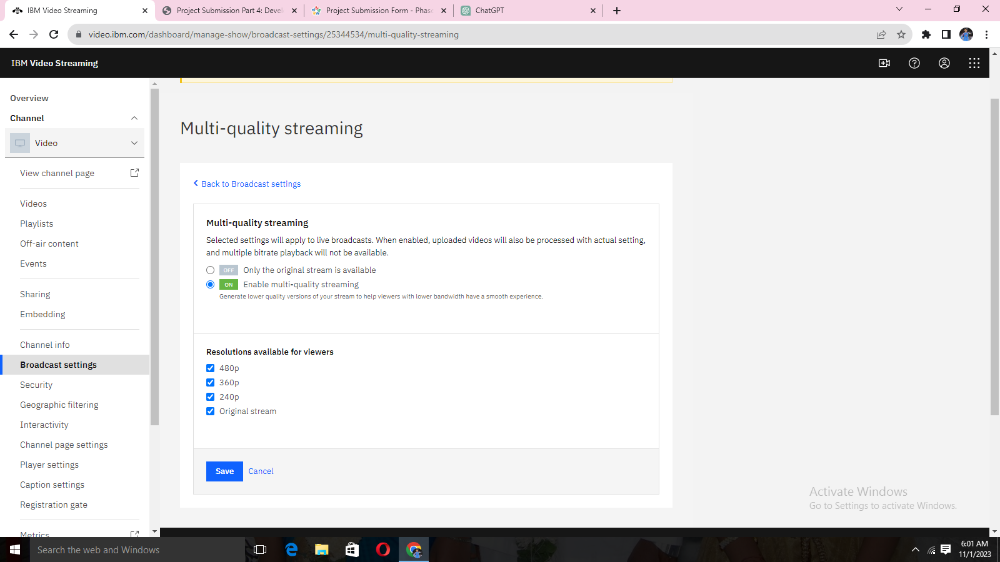 IBM Video Streaming
Project Submission Part 4: Devel
Project Submission Form - Phase
ChatGPT
video.ibm.com/dashboard/manage-show/broadcast-settings/25344534/multi-quality-streaming
IBM Video Streaming
Overview
Channel
Video
View channel page
Videos
Playlists
Off-air content
Events
Sharing
Embedding
Channel info
Broadcast settings
Security
Geographic filtering
Interactivity
Channel page settings
Player settings
Caption settings
Registration gate
Metrics
Multi-quality streaming
Back to Broadcast settings
Multi-quality streaming
Selected settings will apply to live broadcasts. When enabled, uploaded videos will also be processed with actual setting,
and multiple bitrate playback will not be available.
OFF Only the original stream is available
ON Enable multi-quality streaming
Generate lower quality versions of your stream to help viewers with lower bandwidth have a smooth experience.
Resolutions available for viewers
480p
360p
240p
Original stream
Save Cancel
Activate Windows
Go to Settings to activate Windows.
Search the web and Windows
6:01 AM
11/1/2023